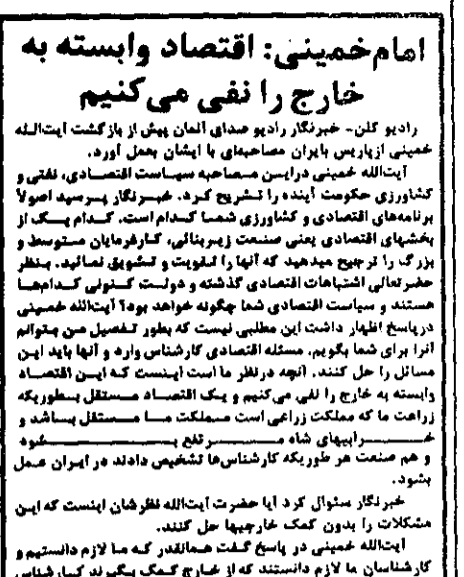 امام خمینی: اقتصاد وابسته به
خارج را نفی می‌کنیم
رادیو کلن- خبرنگار رادیو صدای آلمان پیش از بازگشت آیت‌الله
خمینی ازپاریس بایران مصاحبه‌ای با ایشان بعمل آورد.
آیت‌الله خمینی دراین مصاحبه سیاست اقتصادی، نفتی و
کشاورزی حکومت آینده را تشریح کرد. خبرنگار پرسید اصولاً
برنامه‌های اقتصادی و کشاورزی شما کدام است. کدام یک از
بخشهای اقتصادی یعنی صنعت زیربنائی، کارفرمایان متوسط و
بزرگ را ترجیح میدهید که آنها را تقویت و تشویق نمائید. بنظر
حضرتعالی اشتباهات اقتصادی گذشته و دولت کنونی کدامها
هستند و سیاست اقتصادی شما چگونه خواهد بود؟ آیت‌الله خمینی
درپاسخ اظهار داشت این مطلبی نیست که بطور تفصیل من بتوانم
آنرا برای شما بگویم. مسئله اقتصادی کارشناس وارد و آنها باید این
مسائل را حل کنند. آنچه درنظر ما است اینست که این اقتصاد
وابسته به خارج را نفی می‌کنیم و یک اقتصاد مستقل بطوریکه
زراعت ما که مملکت زراعی است مملکت ما مستقل باشد و
خرابیهای شاه مرتفع بشود
و هم صنعت هر طوریکه کارشناس‌ها تشخیص دادند در ایران عمل
بشود.
خبرنگار سئوال کرد آیا حضرت آیت‌الله نظرشان اینست که این
مشکلات را بدون کمک خارجیها حل کنند.
آیت‌الله خمینی در پاسخ گفت همانقدر که ما لازم دانستیم و
کارشناسان ما لازم دانستند که از خارج کمک بگیرند کارشناس